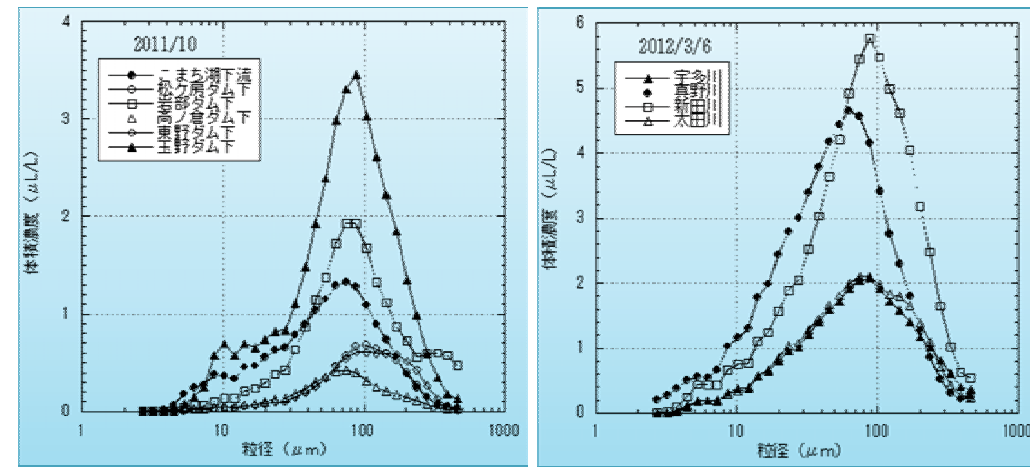 2011/10
こまち湖下流
松ケ房ダム下
岩部ダム下
高ノ倉ダム下
東野ダム下
玉野ダム下
体積濃度 (μL/L)
4
3
2
1
0
1
10
100
1000
粒径 (μm)
2012/3/6
宇多川
真野川
新田川
太田川
体積濃度 (μL/L)
6
5
4
3
2
1
0
1
10
100
1000
粒径 (μm)